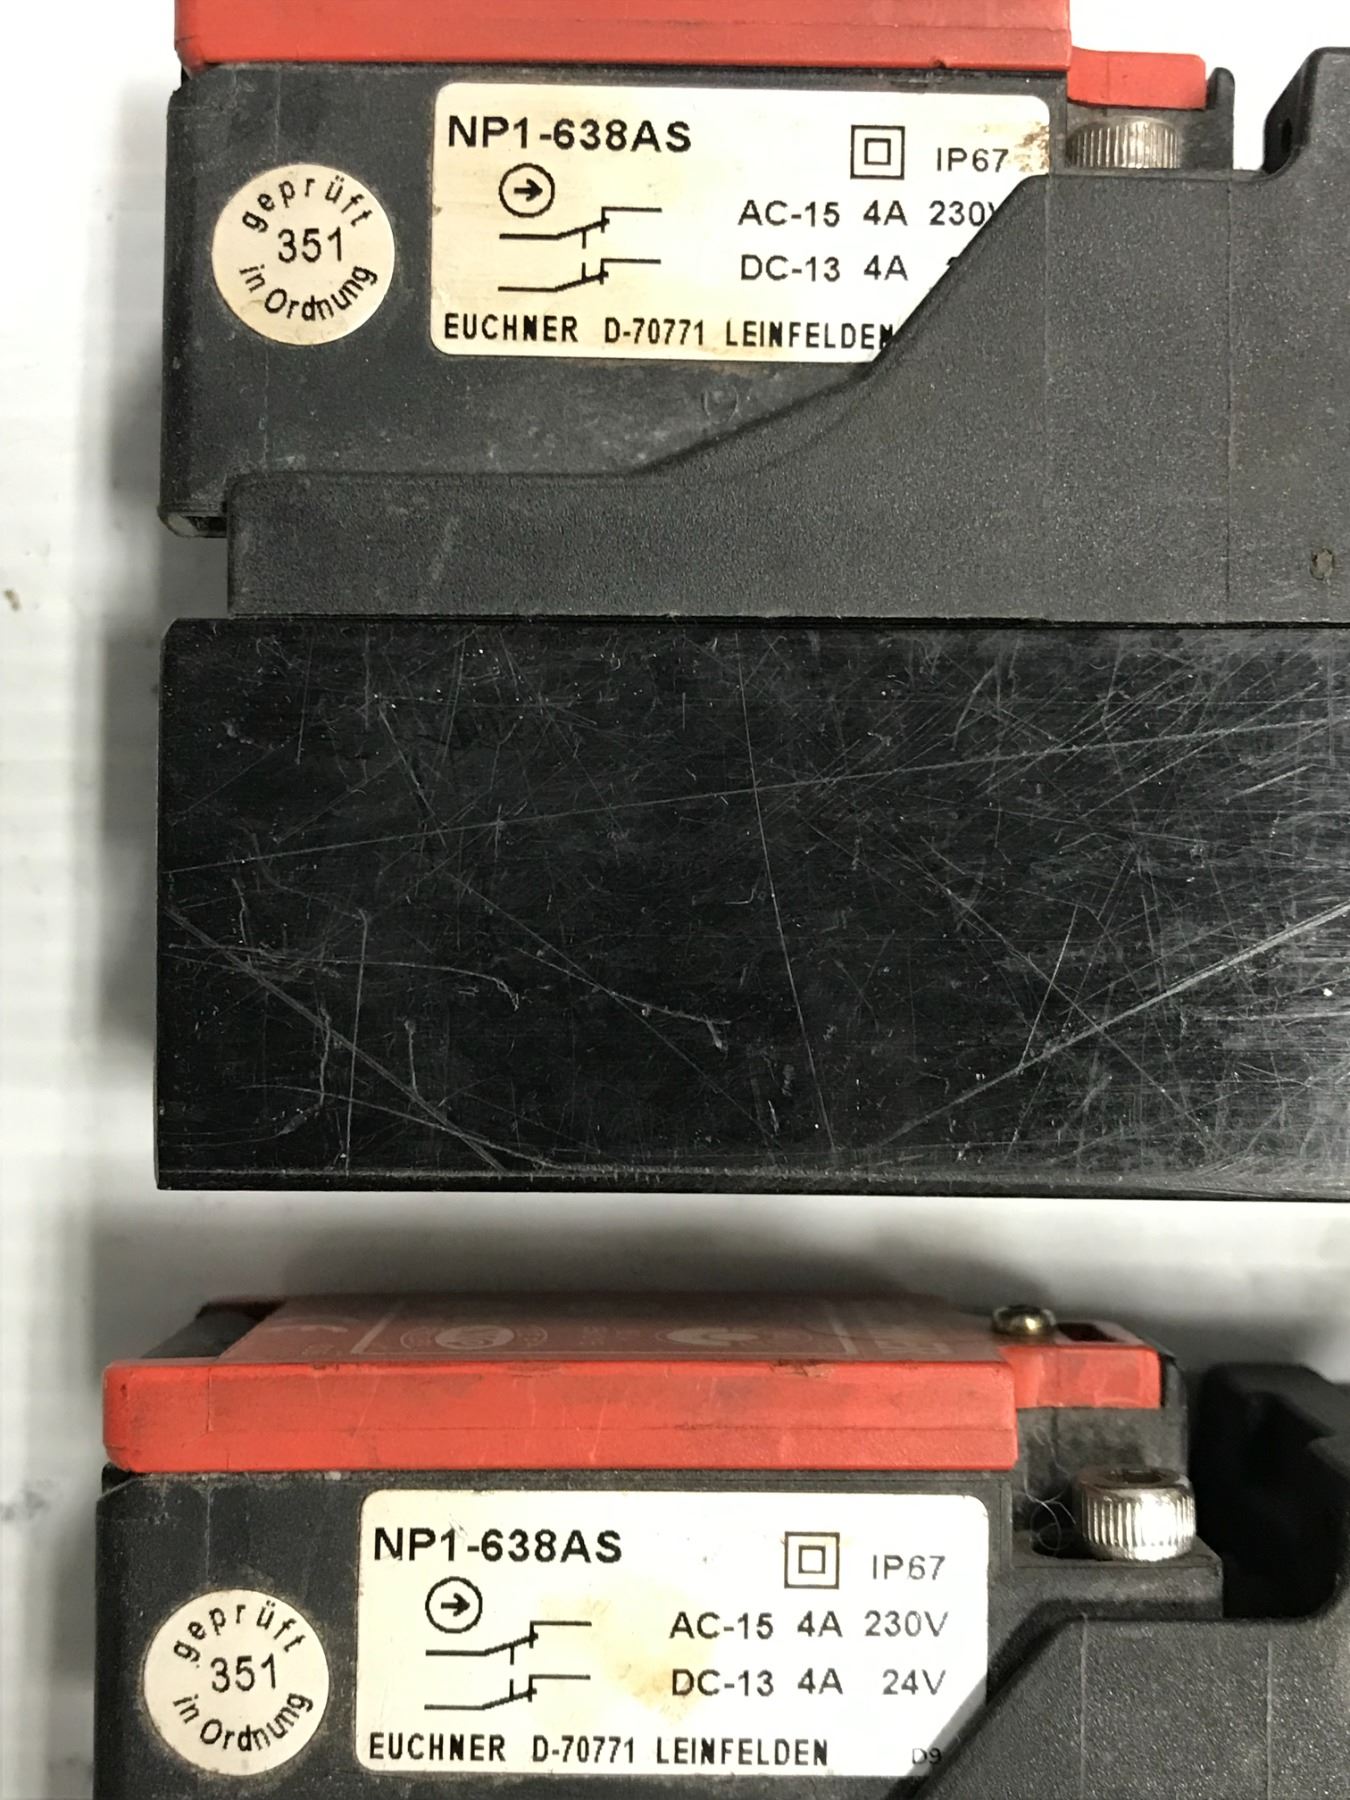 NP1-638AS
IP67
geprüft
351
in Ordnung
AC-15 4A 230V
DC-13 4A
EUCHNER D-70771 LEINFELDEN
NP1-638AS
IP67
geprüft
351
in Ordnung
AC-15 4A 230V
DC-13 4A 24V
EUCHNER D-70771 LEINFELDEN D9